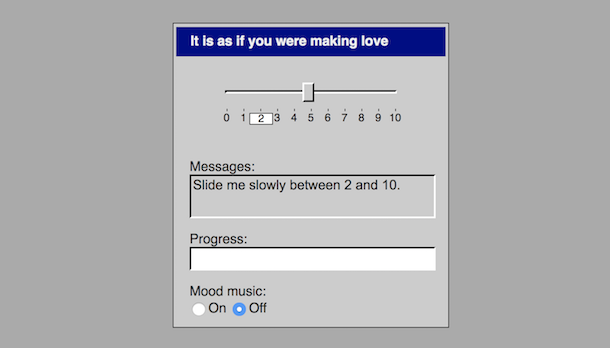 It is as if you were making love
0 1 2 3 4 5 6 7 8 9 10
Messages:
Slide me slowly between 2 and 10.
Progress:
Mood music:
On Off